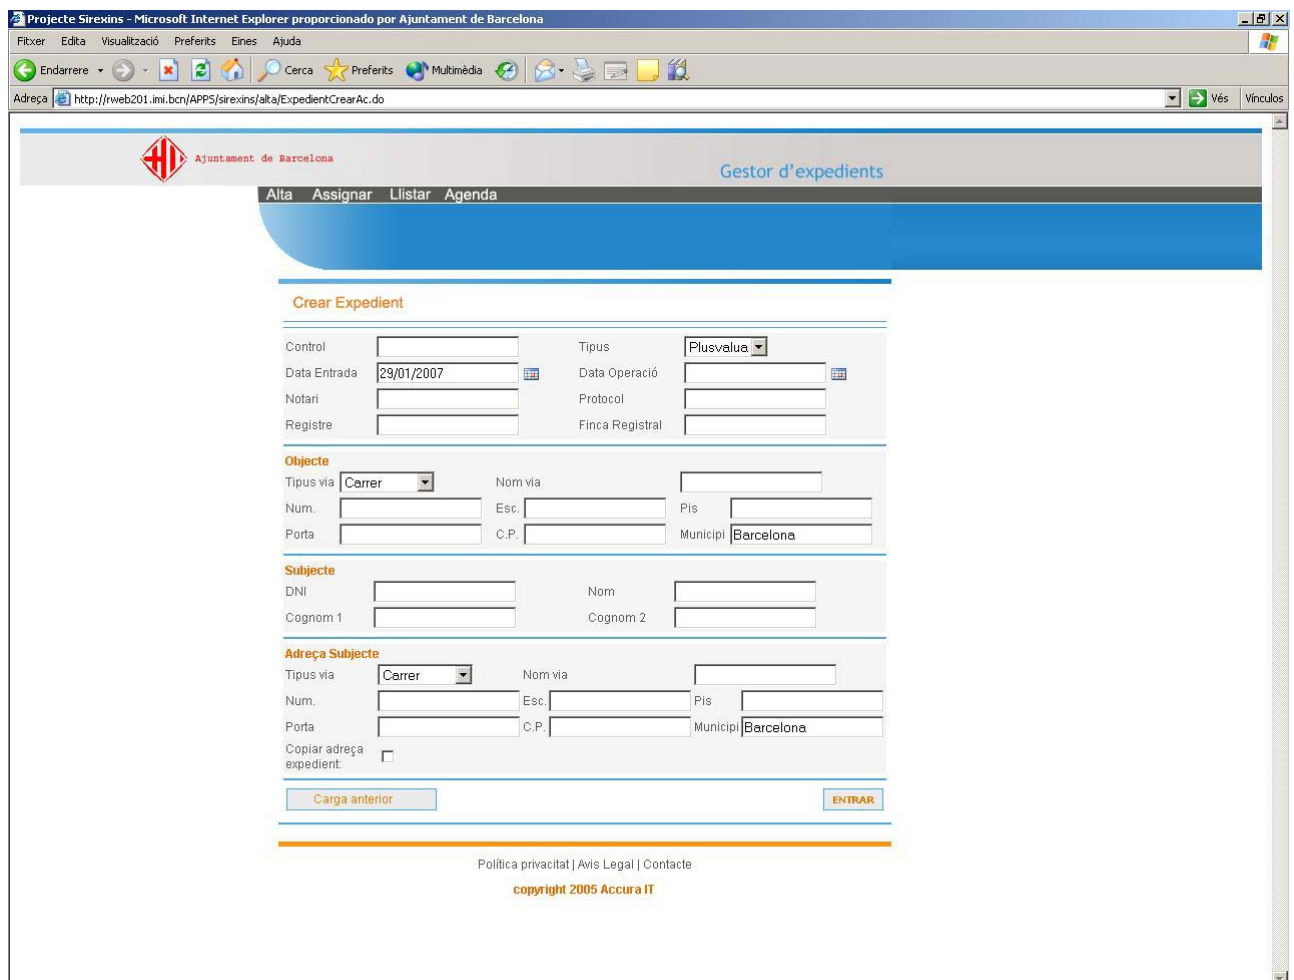 Projecte Sirexins - Microsoft Internet Explorer proporcionado por Ajuntament de Barcelona
Fitxer Edita Visualització Preferits Eines Ajuda
Endarrere Cerca Preferits Multimèdia
Adreça http://rweb201.imi.bcn/APPS/sirexins/alta/ExpedientCrearAc.do Vés Vínculos
Ajuntament de Barcelona
Gestor d'expedients
Alta Assignar Llistar Agenda
Crear Expedient
Control Tipus Plusvalua
Data Entrada 29/01/2007 Data Operació
Notari Protocol
Registre Finca Registral
Objecte
Tipus via Carrer Nom via
Num. Esc. Pis
Porta C.P. Municipi Barcelona
Subjecte
DNI Nom
Cognom 1 Cognom 2
Adreça Subjecte
Tipus via Carrer Nom via
Num. Esc. Pis
Porta C.P. Municipi Barcelona
Copiar adreça
expedient:
Carga anterior ENTRAR
Política privacitat | Avis Legal | Contacte
copyright 2005 Accura IT